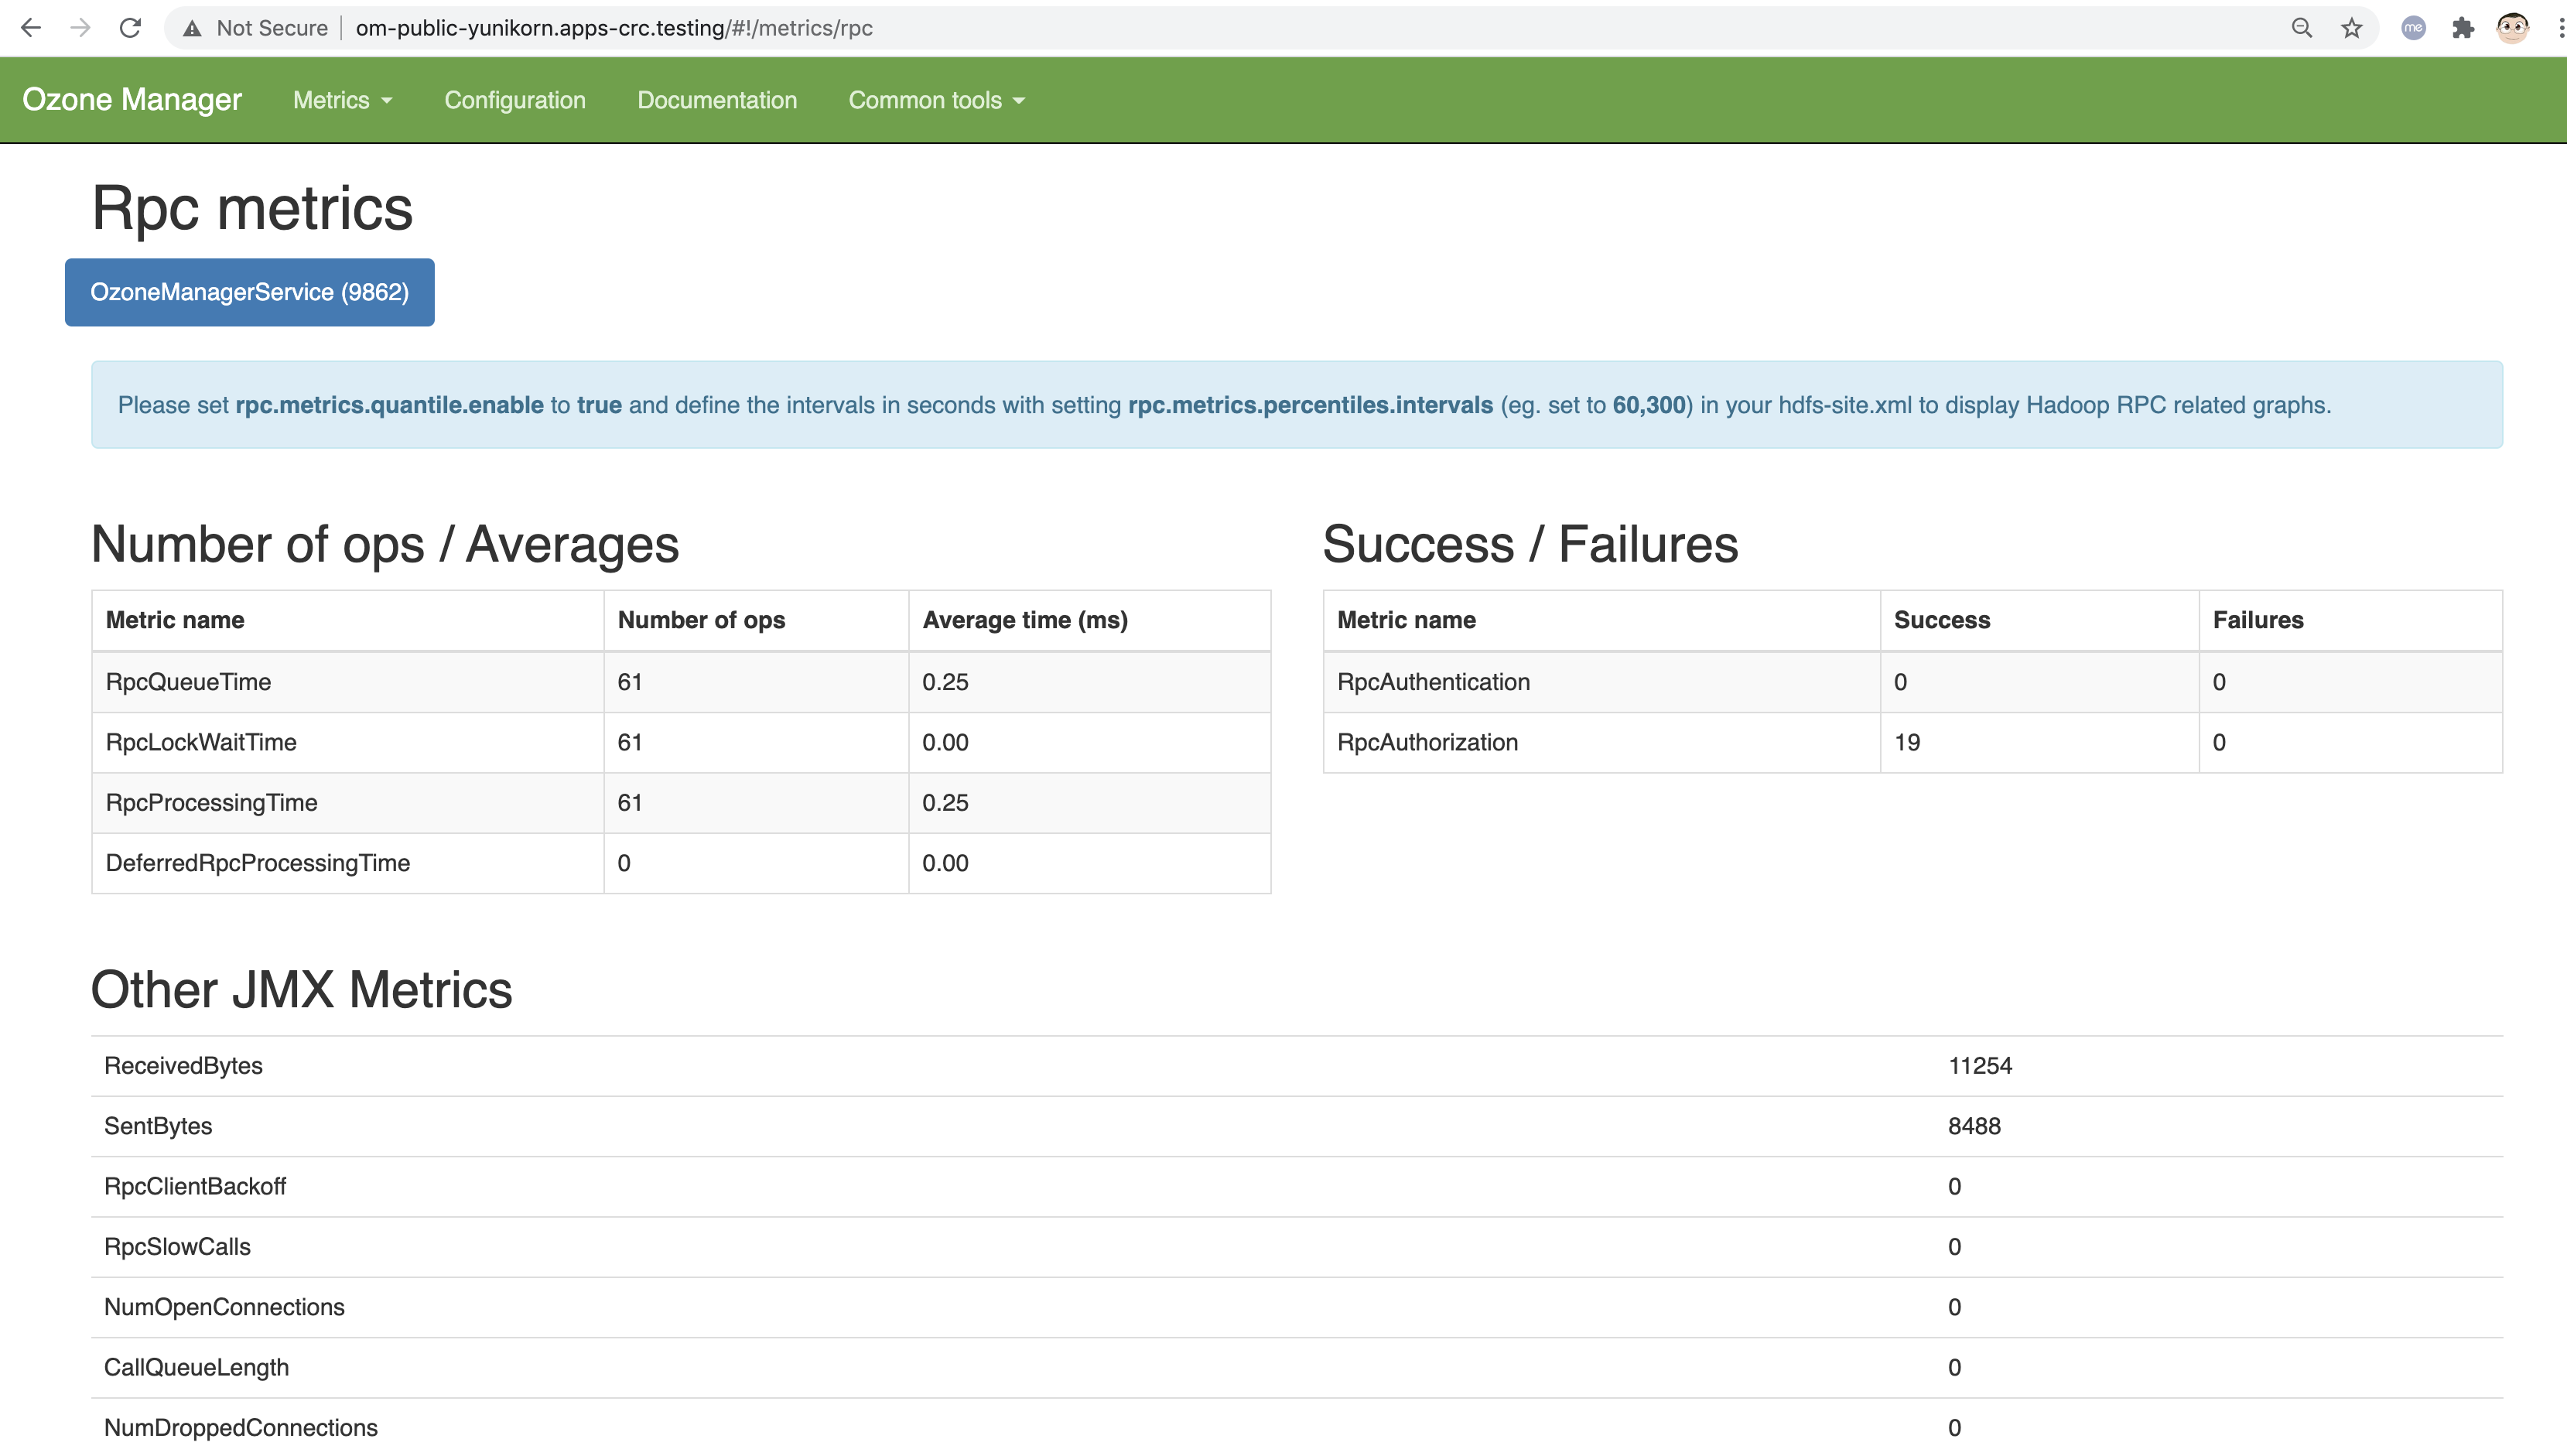 Not Secure om-public-yunikorn.apps-crc.testing/#!/metrics/rpc me
Ozone Manager Metrics Configuration Documentation Common tools
Rpc metrics
OzoneManagerService (9862)
Please set rpc.metrics.quantile.enable to true and define the intervals in seconds with setting rpc.metrics.percentiles.intervals (eg. set to 60,300) in your hdfs-site.xml to display Hadoop RPC related graphs.
Number of ops / Averages
Metric name Number of ops Average time (ms)
RpcQueueTime 61 0.25
RpcLockWaitTime 61 0.00
RpcProcessingTime 61 0.25
DeferredRpcProcessingTime 0 0.00
Success / Failures
Metric name Success Failures
RpcAuthentication 0 0
RpcAuthorization 19 0
Other JMX Metrics
ReceivedBytes 11254
SentBytes 8488
RpcClientBackoff 0
RpcSlowCalls 0
NumOpenConnections 0
CallQueueLength 0
NumDroppedConnections 0